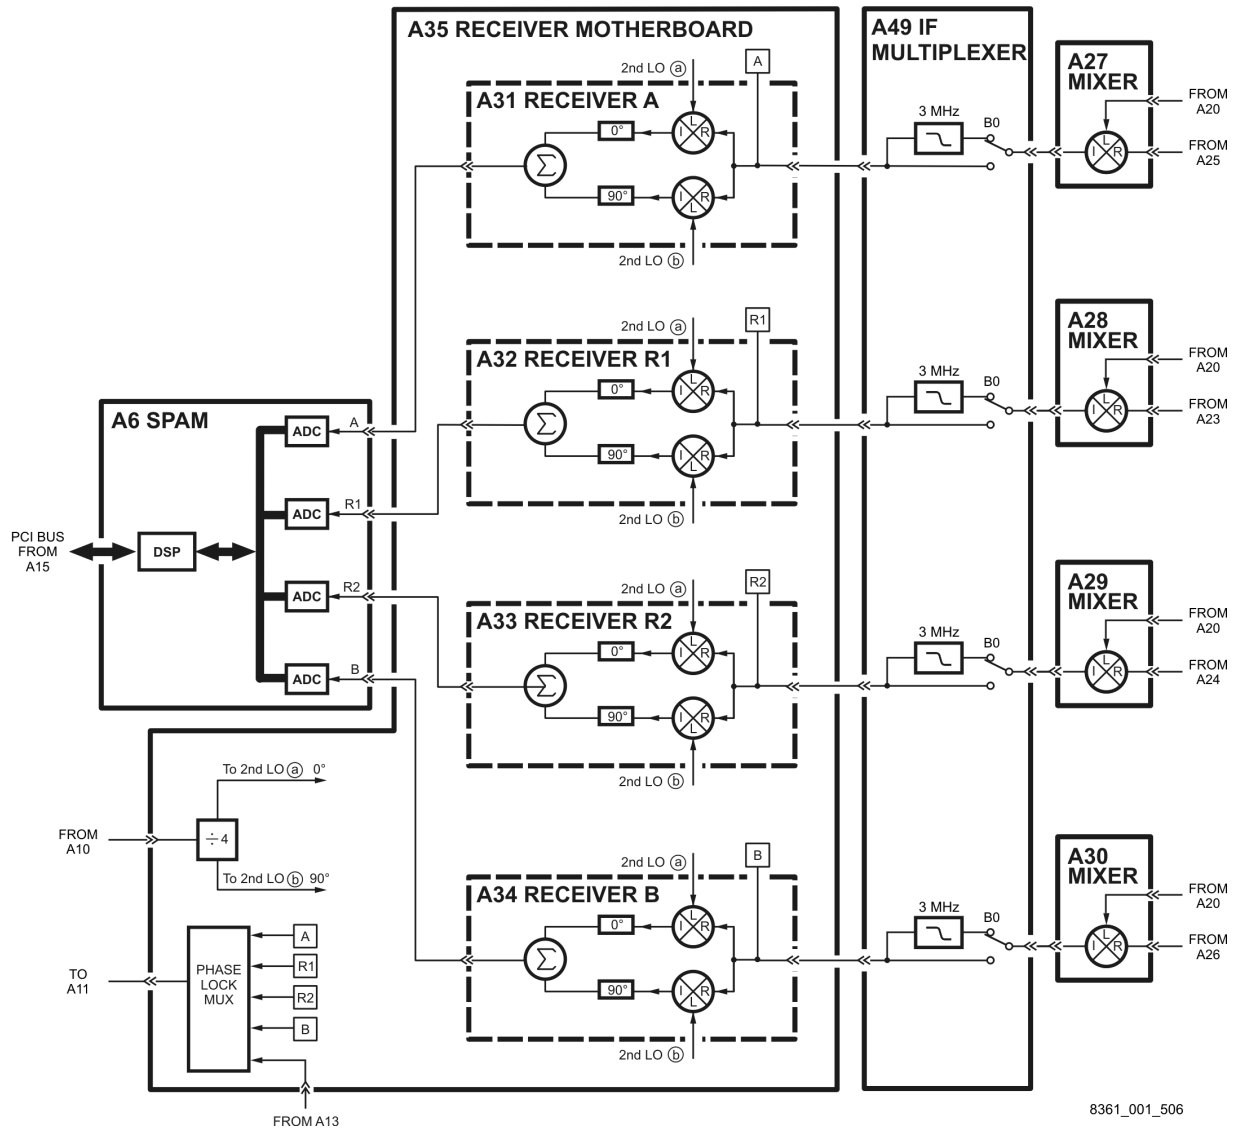 A35 RECEIVER MOTHERBOARD
A49 IF
MULTIPLEXER
2nd LO ⓐ
A
A31 RECEIVER A
0°
L
I R
Σ
90°
I R
L
2nd LO ⓑ
3 MHz
B0
A27
MIXER
L
I R
FROM
A20
FROM
A25
2nd LO ⓐ
R1
A32 RECEIVER R1
0°
L
I R
Σ
90°
I R
L
2nd LO ⓑ
3 MHz
B0
A28
MIXER
L
I R
FROM
A20
FROM
A23
A6 SPAM
ADC
A
ADC
R1
ADC
R2
ADC
B
DSP
PCI BUS
FROM
A15
2nd LO ⓐ
R2
A33 RECEIVER R2
0°
L
I R
Σ
90°
I R
L
2nd LO ⓑ
3 MHz
B0
A29
MIXER
L
I R
FROM
A20
FROM
A24
To 2nd LO ⓐ 0°
FROM
A10
÷4
To 2nd LO ⓑ 90°
2nd LO ⓐ
B
A34 RECEIVER B
0°
L
I R
Σ
90°
I R
L
2nd LO ⓑ
3 MHz
B0
A30
MIXER
L
I R
FROM
A20
FROM
A26
TO
A11
PHASE
LOCK
MUX
A
R1
R2
B
FROM A13
8361_001_506